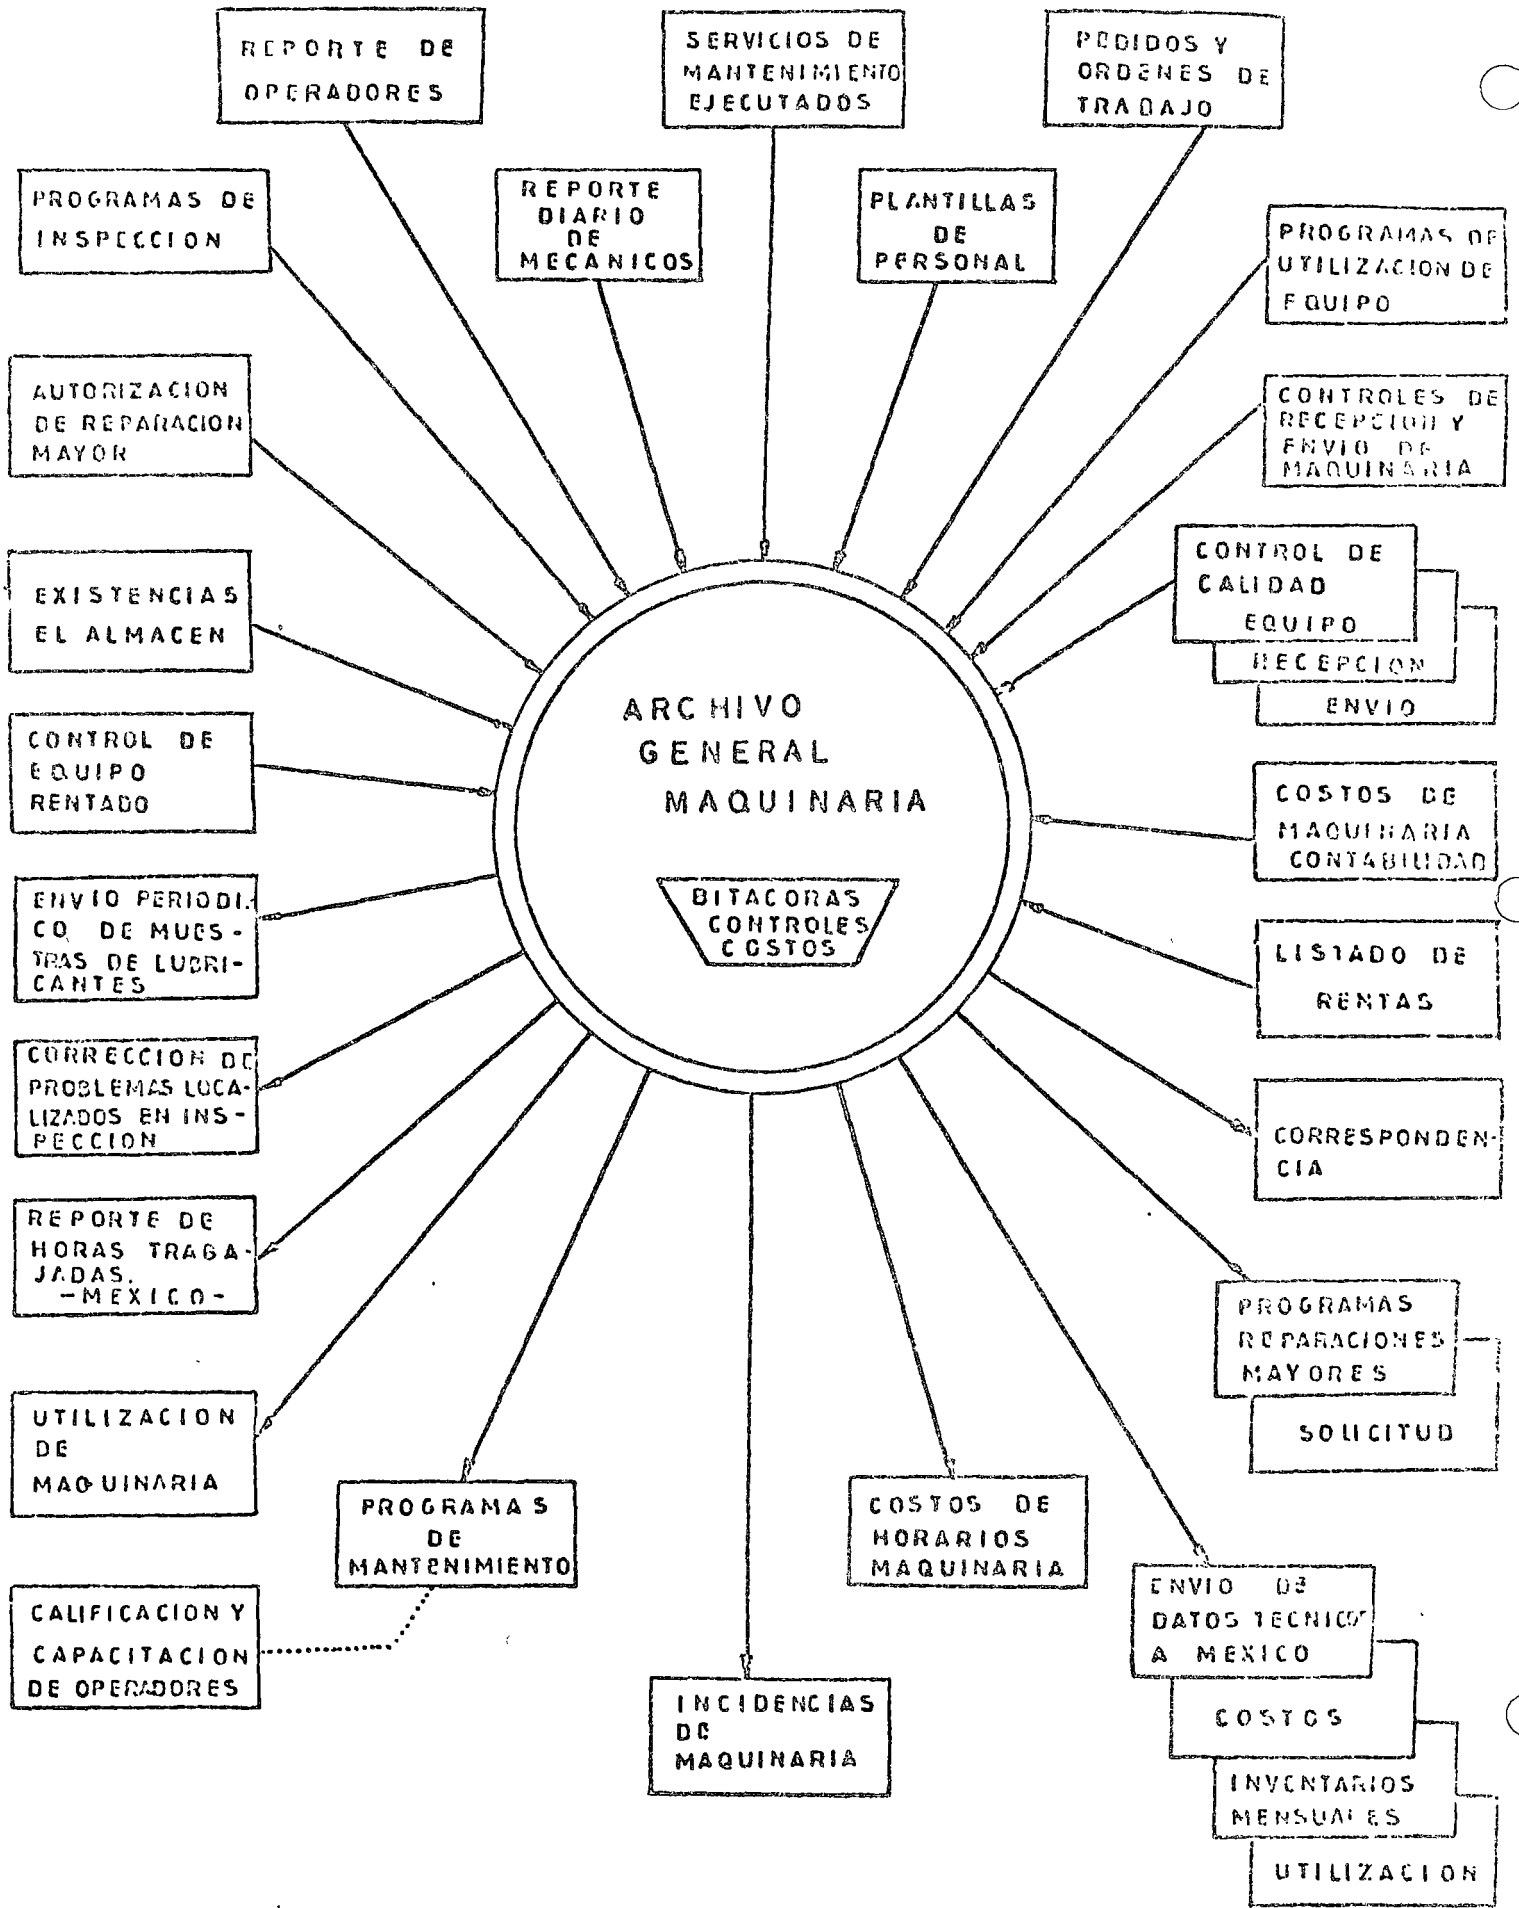 REPORTE DE
OPERADORES
SERVICIOS DE
MANTENIMIENTO
EJECUTADOS
PEDIDOS Y
ORDENES DE
TRABAJO
PROGRAMAS DE
INSPECCION
REPORTE
DIARIO
DE
MECANICOS
PLANTILLAS
DE
PERSONAL
PROGRAMAS DE
UTILIZACION DE
EQUIPO
AUTORIZACION
DE REPARACION
MAYOR
CONTROLES DE
RECEPCION Y
ENVIO DE
MAQUINARIA
EXISTENCIAS
EL ALMACEN
CONTROL DE
CALIDAD
EQUIPO
RECEPCION
ENVIO
ARCHIVO
GENERAL
MAQUINARIA
BITACORAS
CONTROLES
COSTOS
CONTROL DE
EQUIPO
RENTADO
COSTOS DE
MAQUINARIA
CONTABILIDAD
ENVIO PERIODI-
CO DE MUES-
TRAS DE LUBRI-
CANTES
LISTADO DE
RENTAS
CORRECCION DE
PROBLEMAS LOCA-
LIZADOS EN INS-
PECCION
CORRESPONDEN-
CIA
REPORTE DE
HORAS TRABA-
JADAS.
-MEXICO-
PROGRAMAS
REPARACIONES
MAYORES
SOLICITUD
UTILIZACION
DE
MAQUINARIA
PROGRAMAS
DE
MANTENIMIENTO
COSTOS DE
HORARIOS
MAQUINARIA
CALIFICACION Y
CAPACITACION
DE OPERADORES
INCIDENCIAS
DE
MAQUINARIA
ENVIO DE
DATOS TECNICOS
A MEXICO
COSTOS
INVENTARIOS
MENSUALES
UTILIZACION